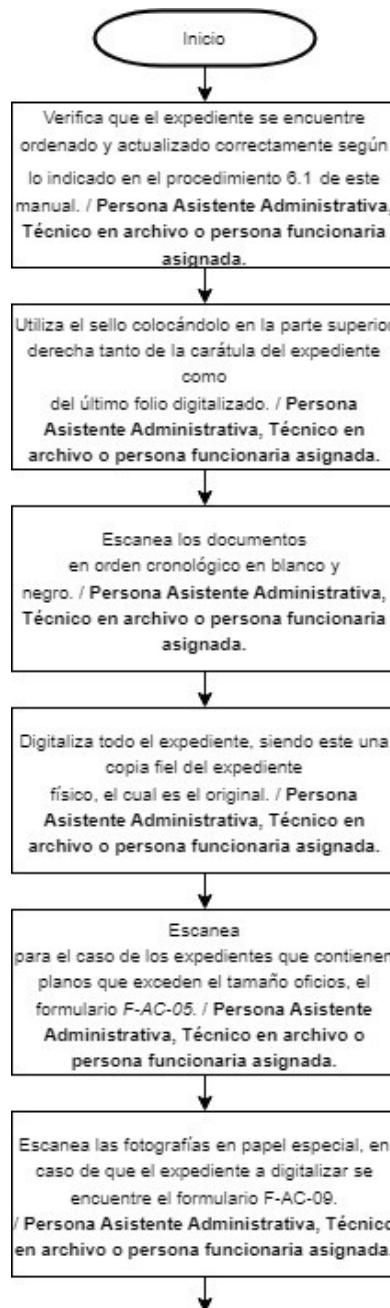 Inicio
Verifica que el expediente se encuentre
ordenado y actualizado correctamente según
lo indicado en el procedimiento 6.1 de este
manual. / Persona Asistente Administrativa,
Técnico en archivo o persona funcionaria
asignada.
Utiliza el sello colocándolo en la parte superior
derecha tanto de la carátula del expediente
como
del último folio digitalizado. / Persona
Asistente Administrativa, Técnico en
archivo o persona funcionaria asignada.
Escanea los documentos
en orden cronológico en blanco y
negro. / Persona Asistente Administrativa,
Técnico en archivo o persona funcionaria
asignada.
Digitaliza todo el expediente, siendo este una
copia fiel del expediente
físico, el cual es el original. / Persona
Asistente Administrativa, Técnico en
archivo o persona funcionaria asignada.
Escanea
para el caso de los expedientes que contienen
planos que exceden el tamaño oficios, el
formulario F-AC-05. / Persona Asistente
Administrativa, Técnico en archivo o
persona funcionaria asignada.
Escanea las fotografías en papel especial, en
caso de que el expediente a digitalizar se
encuentre el formulario F-AC-09.
/ Persona Asistente Administrativa, Técnico
en archivo o persona funcionaria asignada.